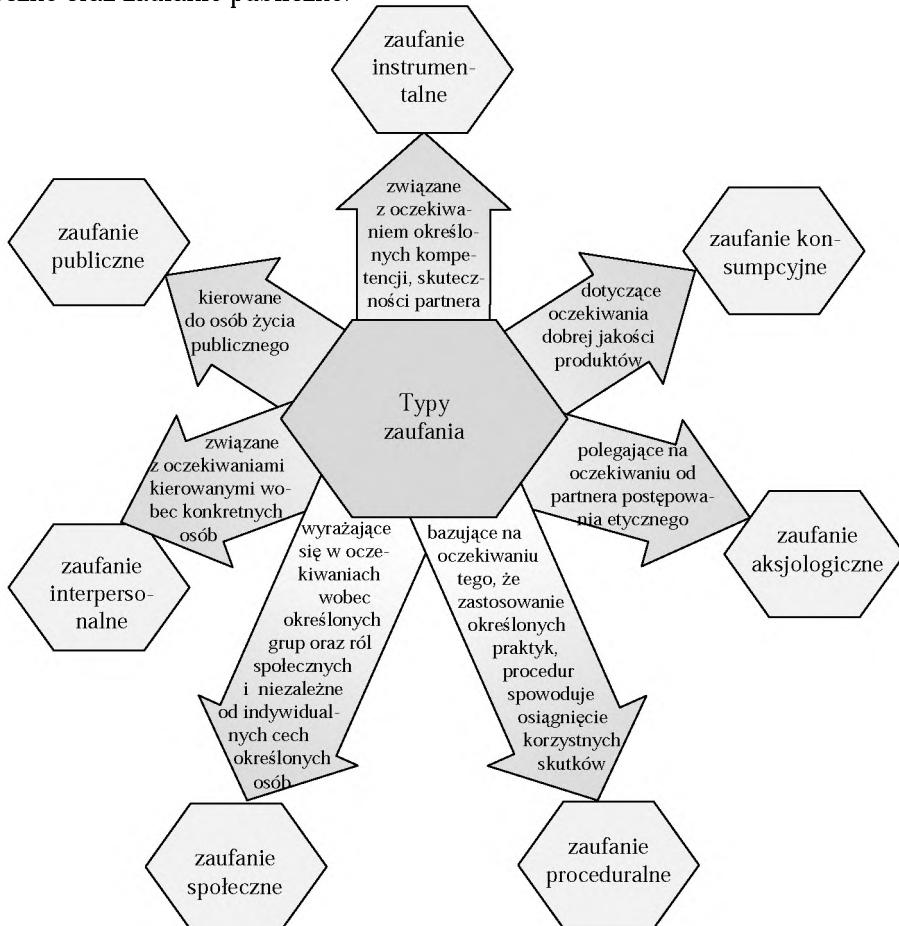 zaufanie
instrumen-
talne
związane
z oczekiwa-
niem określo-
nych kompe-
tencji, skutecz-
ności partnera
zaufanie kon-
sumpcyjne
dotyczące
oczekiwania
dobrej jakości
produktów
zaufanie
publiczne
kierowane
do osób życia
publicznego
Typy
zaufania
polegające na
oczekiwaniu od
partnera postępowa-
nia etycznego
zaufanie
aksjologiczne
związane
z oczekiwaniami
kierowanymi wo-
bec konkretnych
osób
zaufanie
interperso-
nalne
wyrażające
się w ocze-
kiwaniach
wobec
określonych
grup oraz ról
społecznych
i niezależne
od indywidual-
nych cech
określonych
osób
zaufanie
społeczne
bazujące na
oczekiwaniu
tego, że
zastosowanie
określonych
praktyk,
procedur
spowoduje
osiągnięcie
korzystnych
skutków
zaufanie
proceduralne